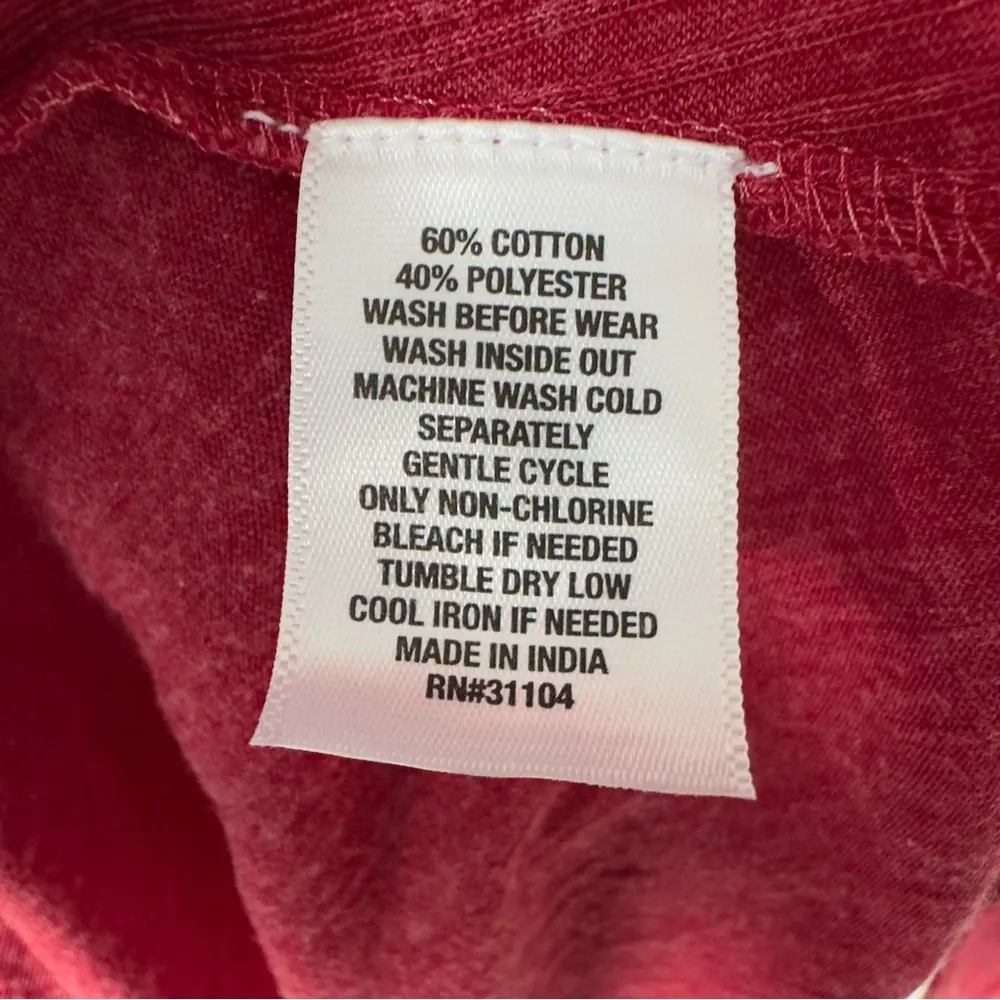 60% COTTON
40% POLYESTER
WASH BEFORE WEAR
WASH INSIDE OUT
MACHINE WASH COLD
SEPARATELY
GENTLE CYCLE
ONLY NON-CHLORINE
BLEACH IF NEEDED
TUMBLE DRY LOW
COOL IRON IF NEEDED
MADE IN INDIA
RN#31104